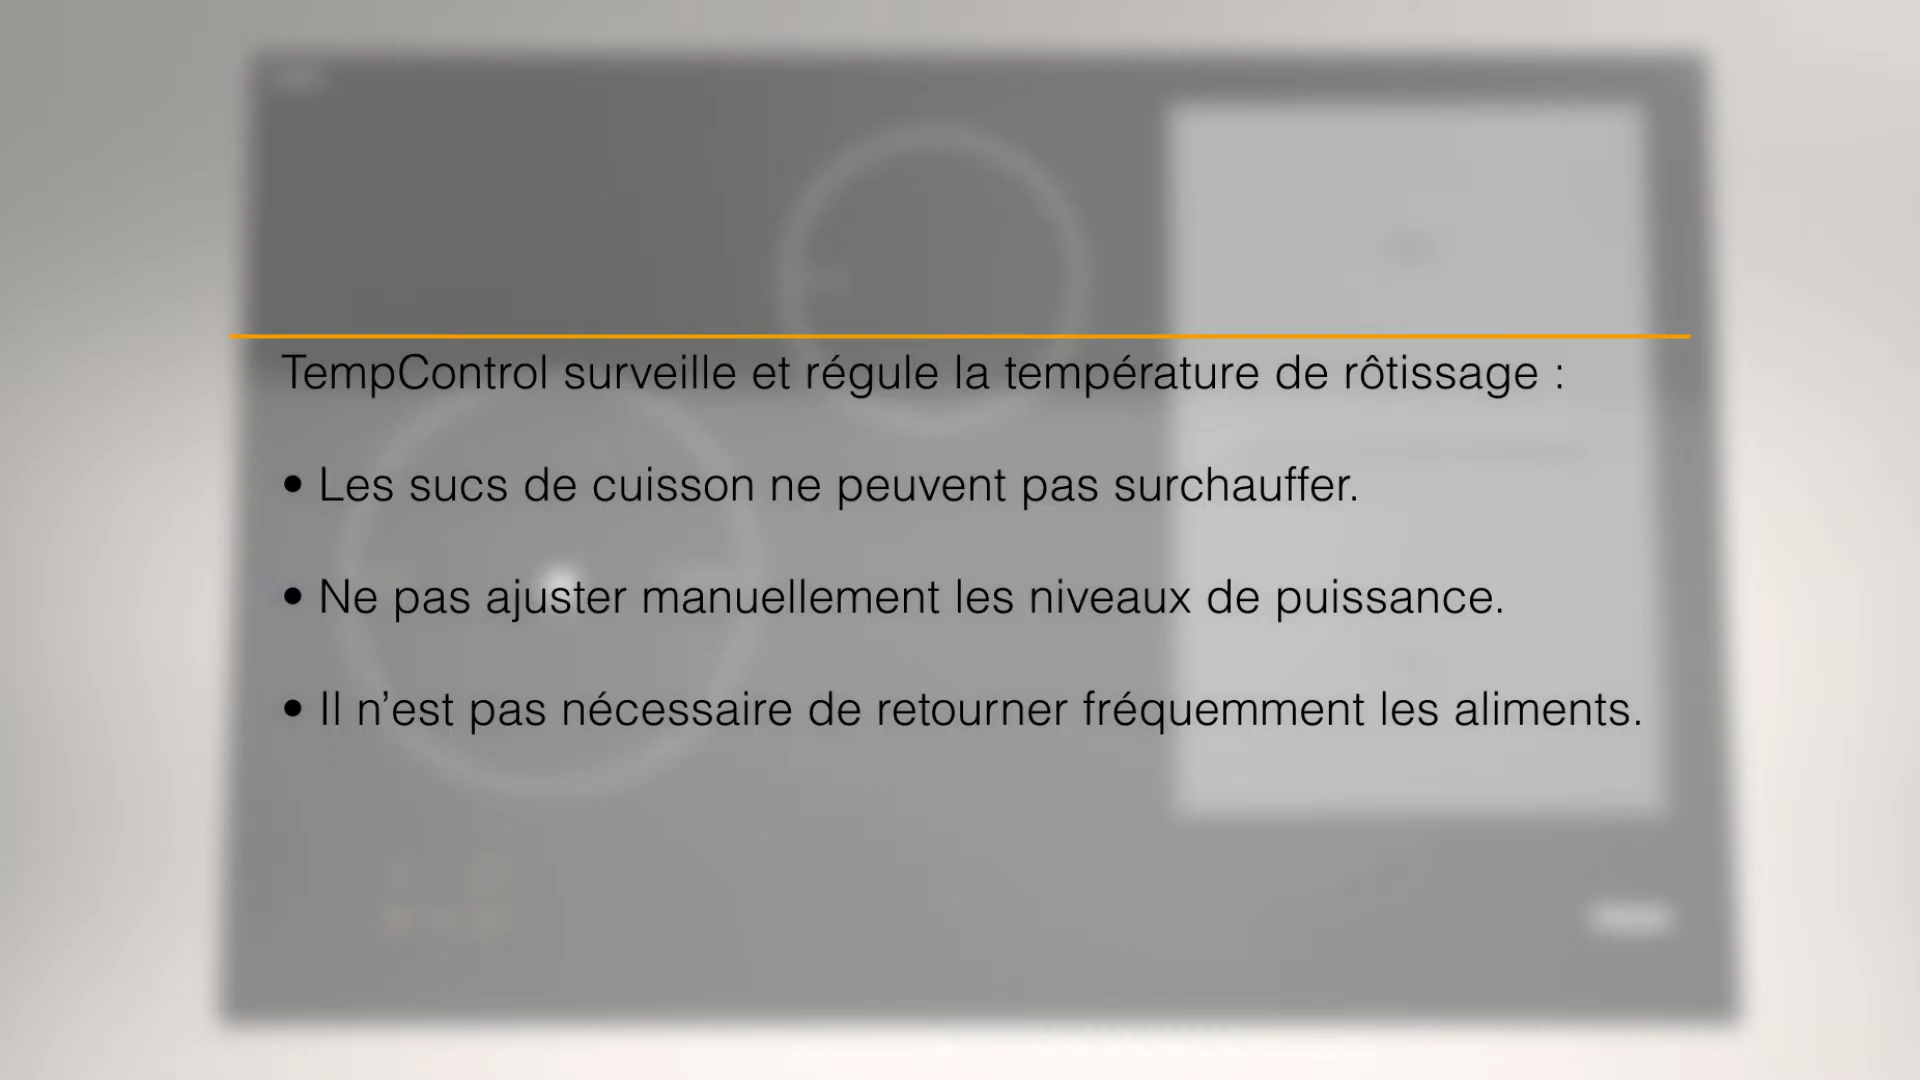 TempControl surveille et régule la température de rôtissage :
• Les sucs de cuisson ne peuvent pas surchauffer.
• Ne pas ajuster manuellement les niveaux de puissance.
• Il n’est pas nécessaire de retourner fréquemment les aliments.